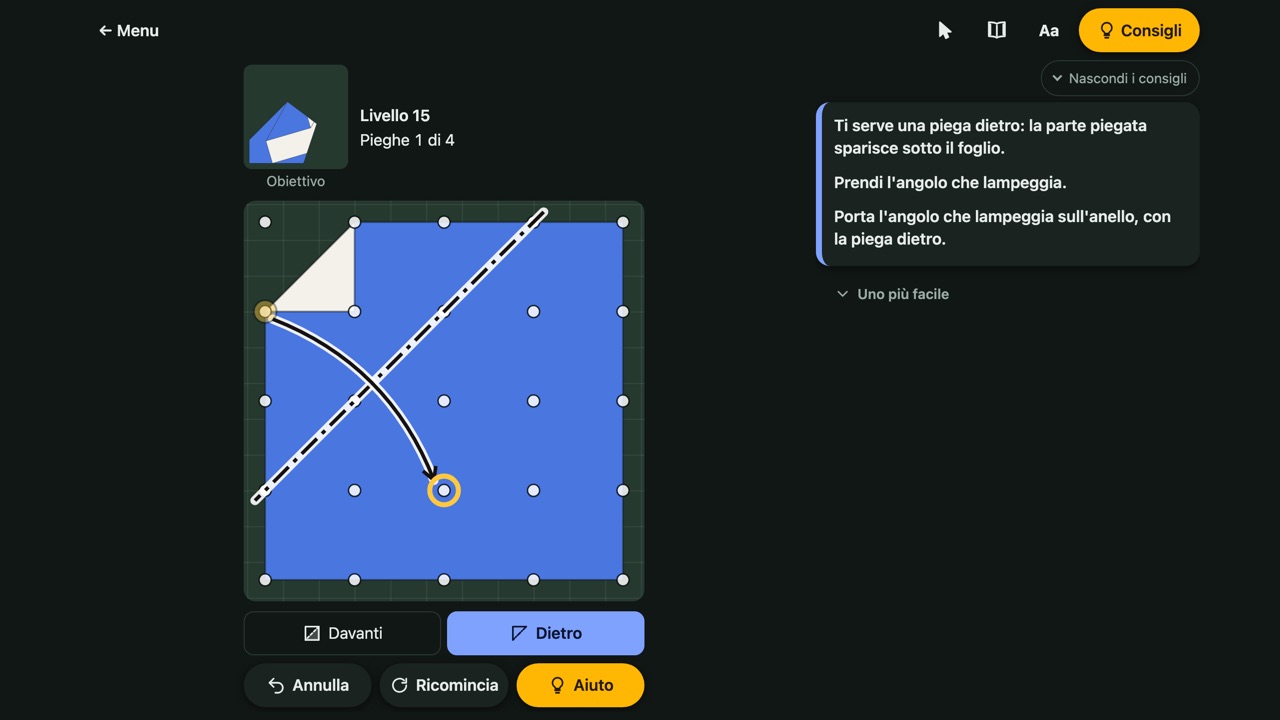 Menu
Aa
Consigli
Nascondi i consigli
Livello 15
Pieghe 1 di 4
Obiettivo
Ti serve una piega dietro: la parte piegata
sparisce sotto il foglio.
Prendi l'angolo che lampeggia.
Porta l'angolo che lampeggia sull'anello, con
la piega dietro.
Uno più facile
Davanti
Dietro
Annulla
Ricomincia
Aiuto